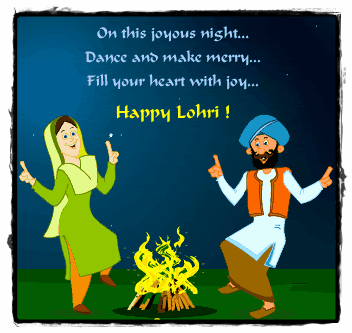 On this joyous night...
Dance and make merry...
Fill your heart with joy...
Happy Lohri !